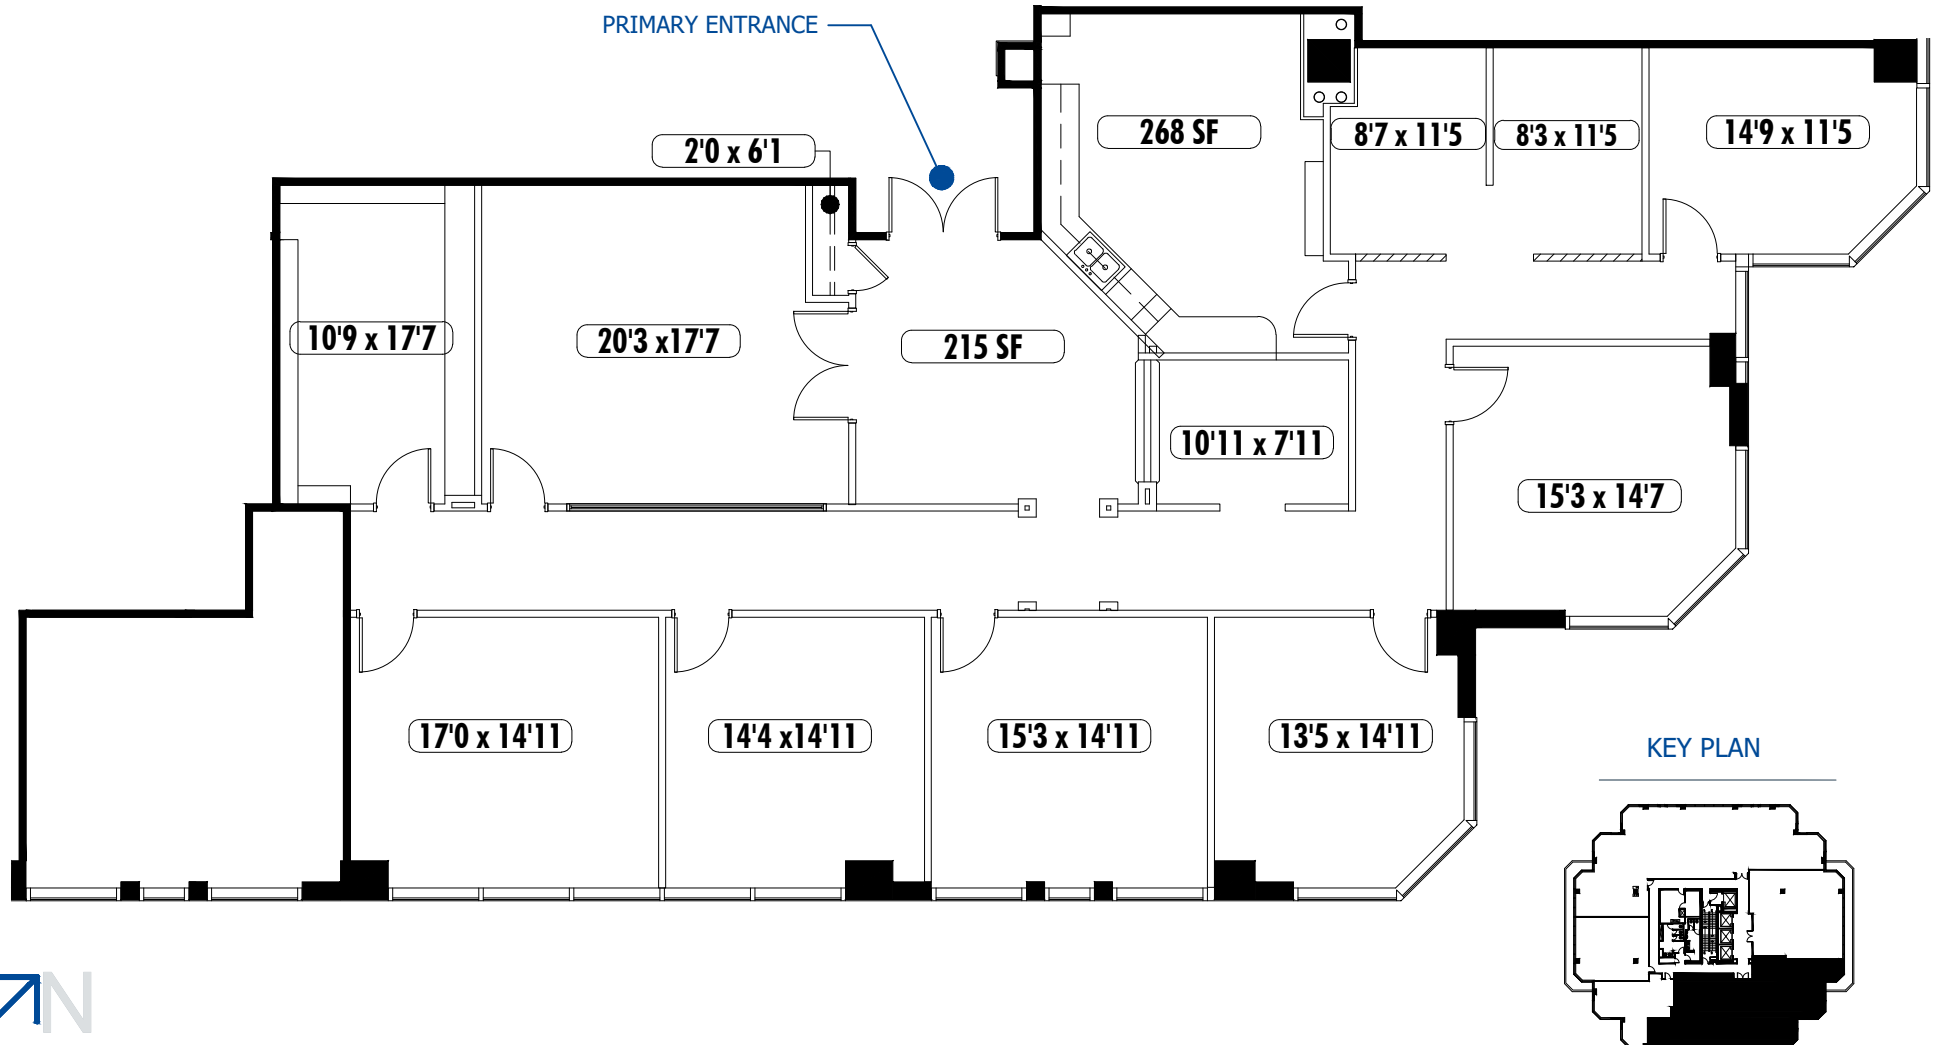 PRIMARY ENTRANCE
2'0 x 6'1
268 SF
8'7 x 11'5
8'3 x 11'5
14'9 x 11'5
10'9 x 17'7
20'3 x17'7
215 SF
10'11 x 7'11
15'3 x 14'7
17'0 x 14'11
14'4 x14'11
15'3 x 14'11
13'5 x 14'11
KEY PLAN
N